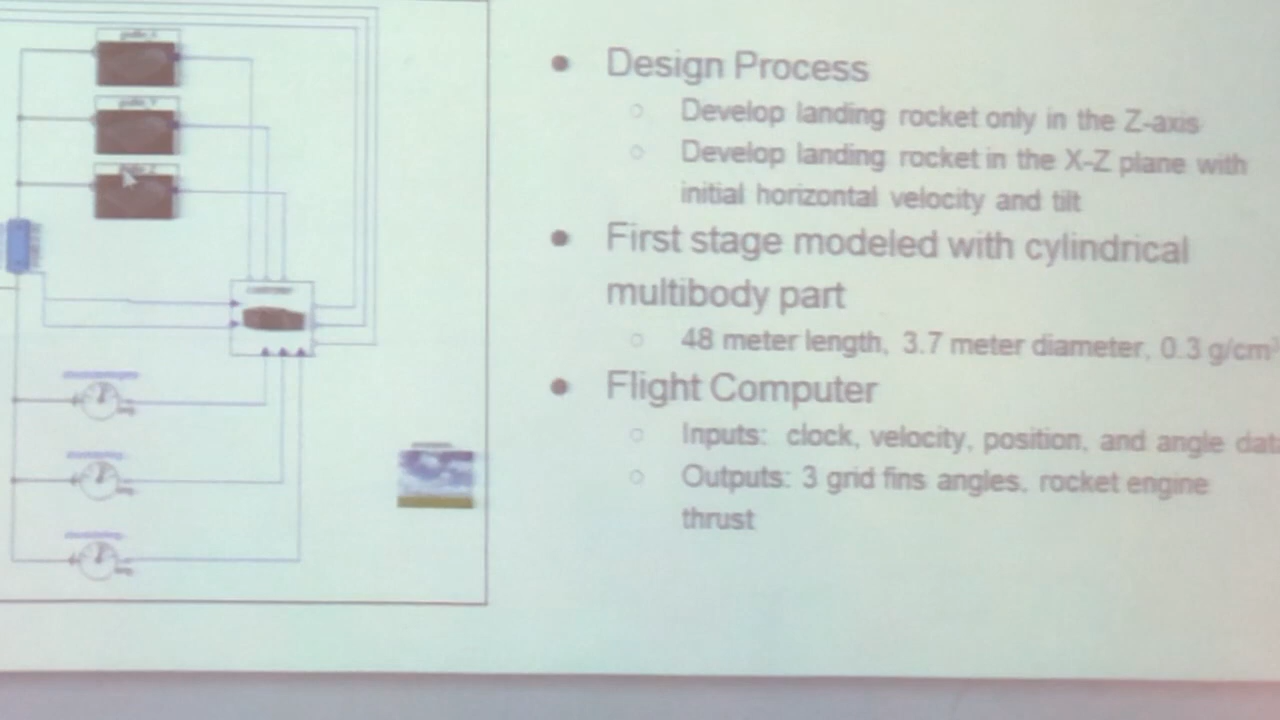 Design Process
Develop landing rocket only in the Z-axis
Develop landing rocket in the X-Z plane with
initial horizontal velocity and tilt
First stage modeled with cylindrical
multibody part
48 meter length, 3.7 meter diameter, 0.3 g/cm³
Flight Computer
Inputs: clock, velocity, position, and angle dat
Outputs: 3 grid fins angles, rocket engine
thrust